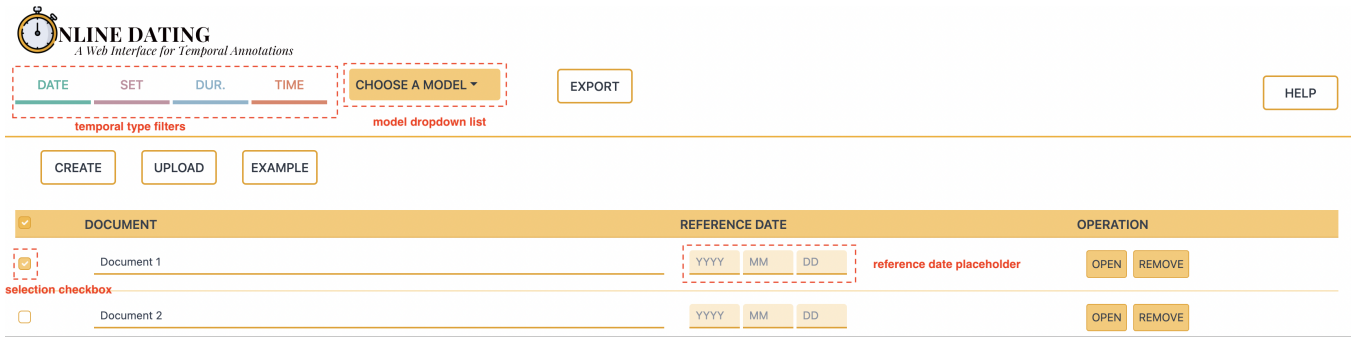 NLINE DATING
A Web Interface for Temporal Annotations
DATE SET DUR. TIME CHOOSE A MODEL EXPORT HELP
temporal type filters model dropdown list
CREATE UPLOAD EXAMPLE
DOCUMENT REFERENCE DATE OPERATION
Document 1 YYYY MM DD reference date placeholder OPEN REMOVE
selection checkbox
Document 2 YYYY MM DD OPEN REMOVE